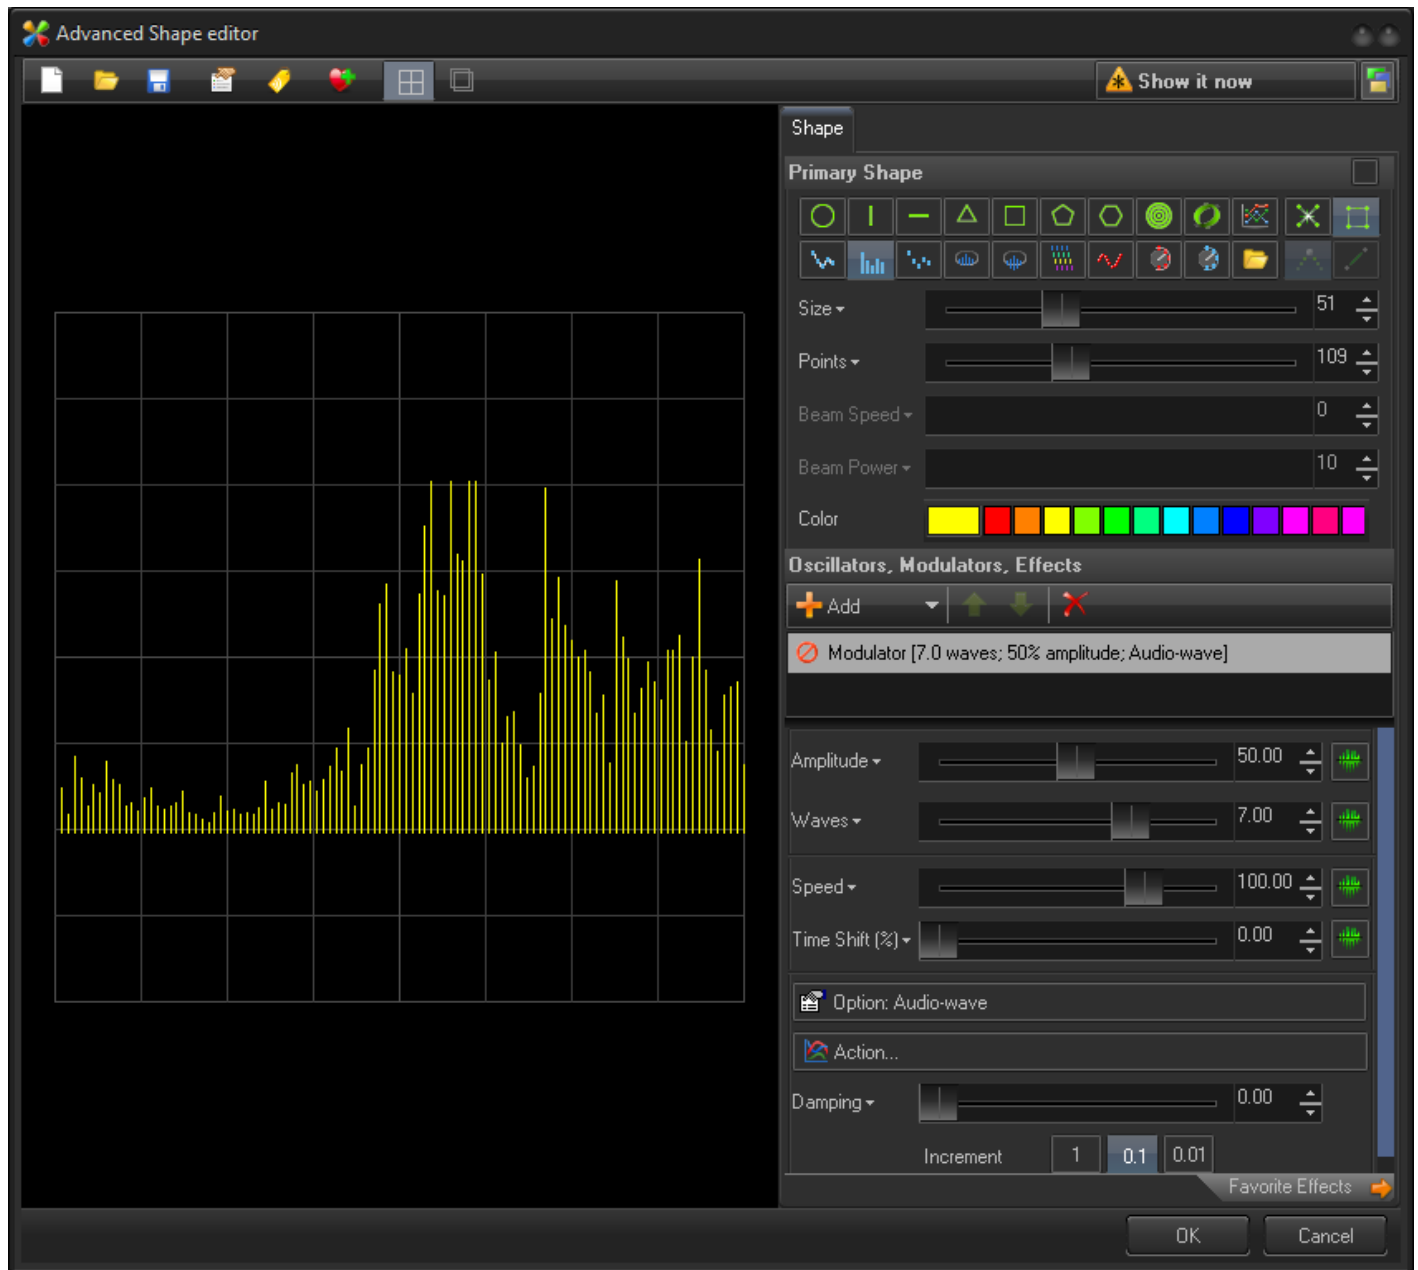 Advanced Shape editor
Show it now
Shape
Primary Shape
Size 51
Points 109
Beam Speed 0
Beam Power 10
Color
Oscillators, Modulators, Effects
Add
Modulator [7.0 waves; 50% amplitude; Audio-wave]
Amplitude 50.00
Waves 7.00
Speed 100.00
Time Shift (%) 0.00
Option: Audio-wave
Action...
Damping 0.00
Increment 1 0.1 0.01
Favorite Effects
OK Cancel